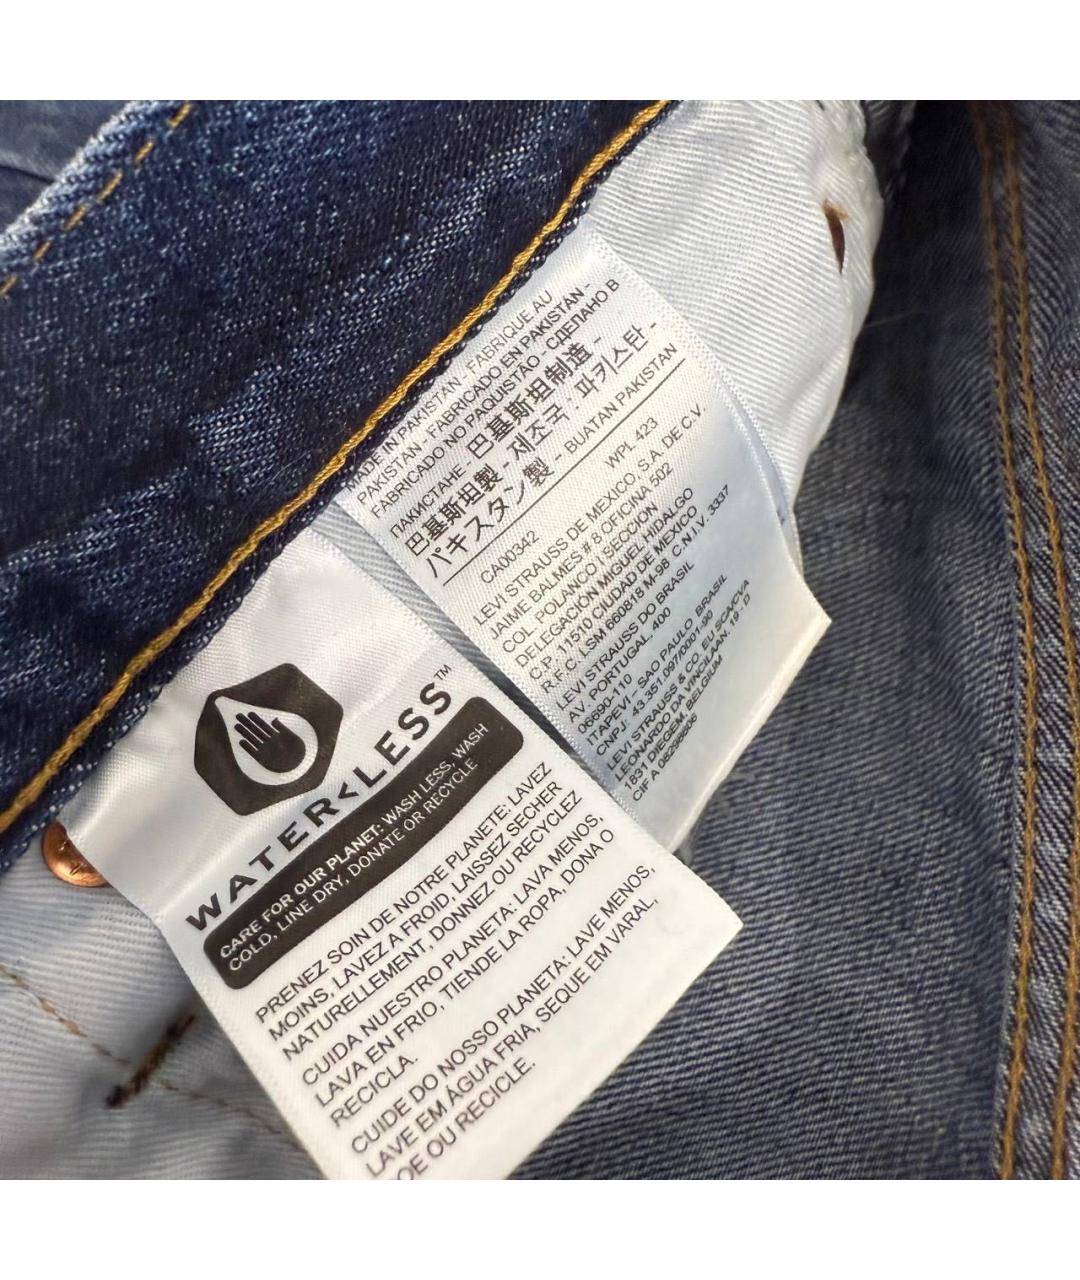 MADE IN PAKISTAN - FABRIQUE AU
PAKISTAN - FABRICADO EN PAKISTAN -
FABRICADO NO PAQUISTÃO - СДЕЛАНО В
ПАКИСТАНЕ - 巴基斯坦制造 -
巴基斯坦製 - 제조국 : 파키스탄 -
パキスタン製 - BUATAN PAKISTAN
CA00342 WPL 423
LEVI STRAUSS DE MEXICO, S.A. DE C.V.
JAIME BALMES # 8 OFICINA 502
COL. POLANCO I SECCION
DELEGACION MIGUEL HIDALGO
C.P. 11510 CIUDAD DE MEXICO
R.F.C. LSM 660818 M-98 C.N.I.V. 3337
LEVI STRAUSS DO BRASIL
AV. PORTUGAL, 400
06690-110
ITAPEVI - SAO PAULO BRASIL
CNPJ: 43.351.097/0001-90
LEVI STRAUSS & CO. EU SCA/CVA
LEONARDO DA VINCILAAN, 19 - D
1831 DIEGEM, BELGIUM
CIF A
WATER<LESS™
CARE FOR OUR PLANET: WASH LESS, WASH
COLD, LINE DRY, DONATE OR RECYCLE
PRENEZ SOIN DE NOTRE PLANETE: LAVEZ
MOINS, LAVEZ A FROID, LAISSEZ SECHER
NATURELLEMENT, DONNEZ OU RECYCLEZ
CUIDA NUESTRO PLANETA: LAVA MENOS,
LAVA EN FRIO, TIENDE LA ROPA, DONA O
RECICLA.
CUIDE DO NOSSO PLANETA: LAVE MENOS,
LAVE EM ÁGUA FRIA, SEQUE EM VARAL,
OE OU RECICLE.